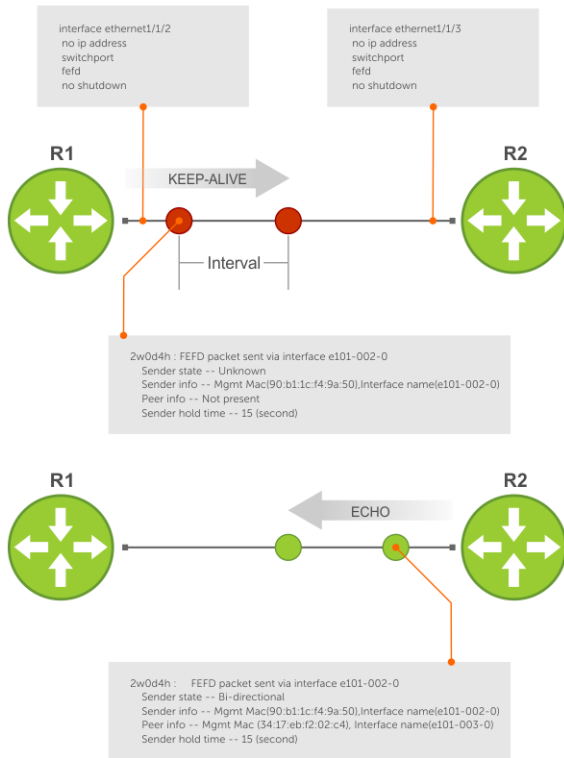 interface ethernet1/1/2
no ip address
switchport
fefd
no shutdown
interface ethernet1/1/3
no ip address
switchport
fefd
no shutdown
R1
R2
KEEP-ALIVE
Interval
2w0d4h : FEFD packet sent via interface e101-002-0
Sender state -- Unknown
Sender info -- Mgmt Mac(90:b1:1c:f4:9a:50),Interface name(e101-002-0)
Peer info -- Not present
Sender hold time -- 15 (second)
R1
R2
ECHO
2w0d4h : FEFD packet sent via interface e101-002-0
Sender state -- Bi-directional
Sender info -- Mgmt Mac(90:b1:1c:f4:9a:50),Interface name(e101-002-0)
Peer info -- Mgmt Mac (34:17:eb:f2:02:c4), Interface name(e101-003-0)
Sender hold time -- 15 (second)